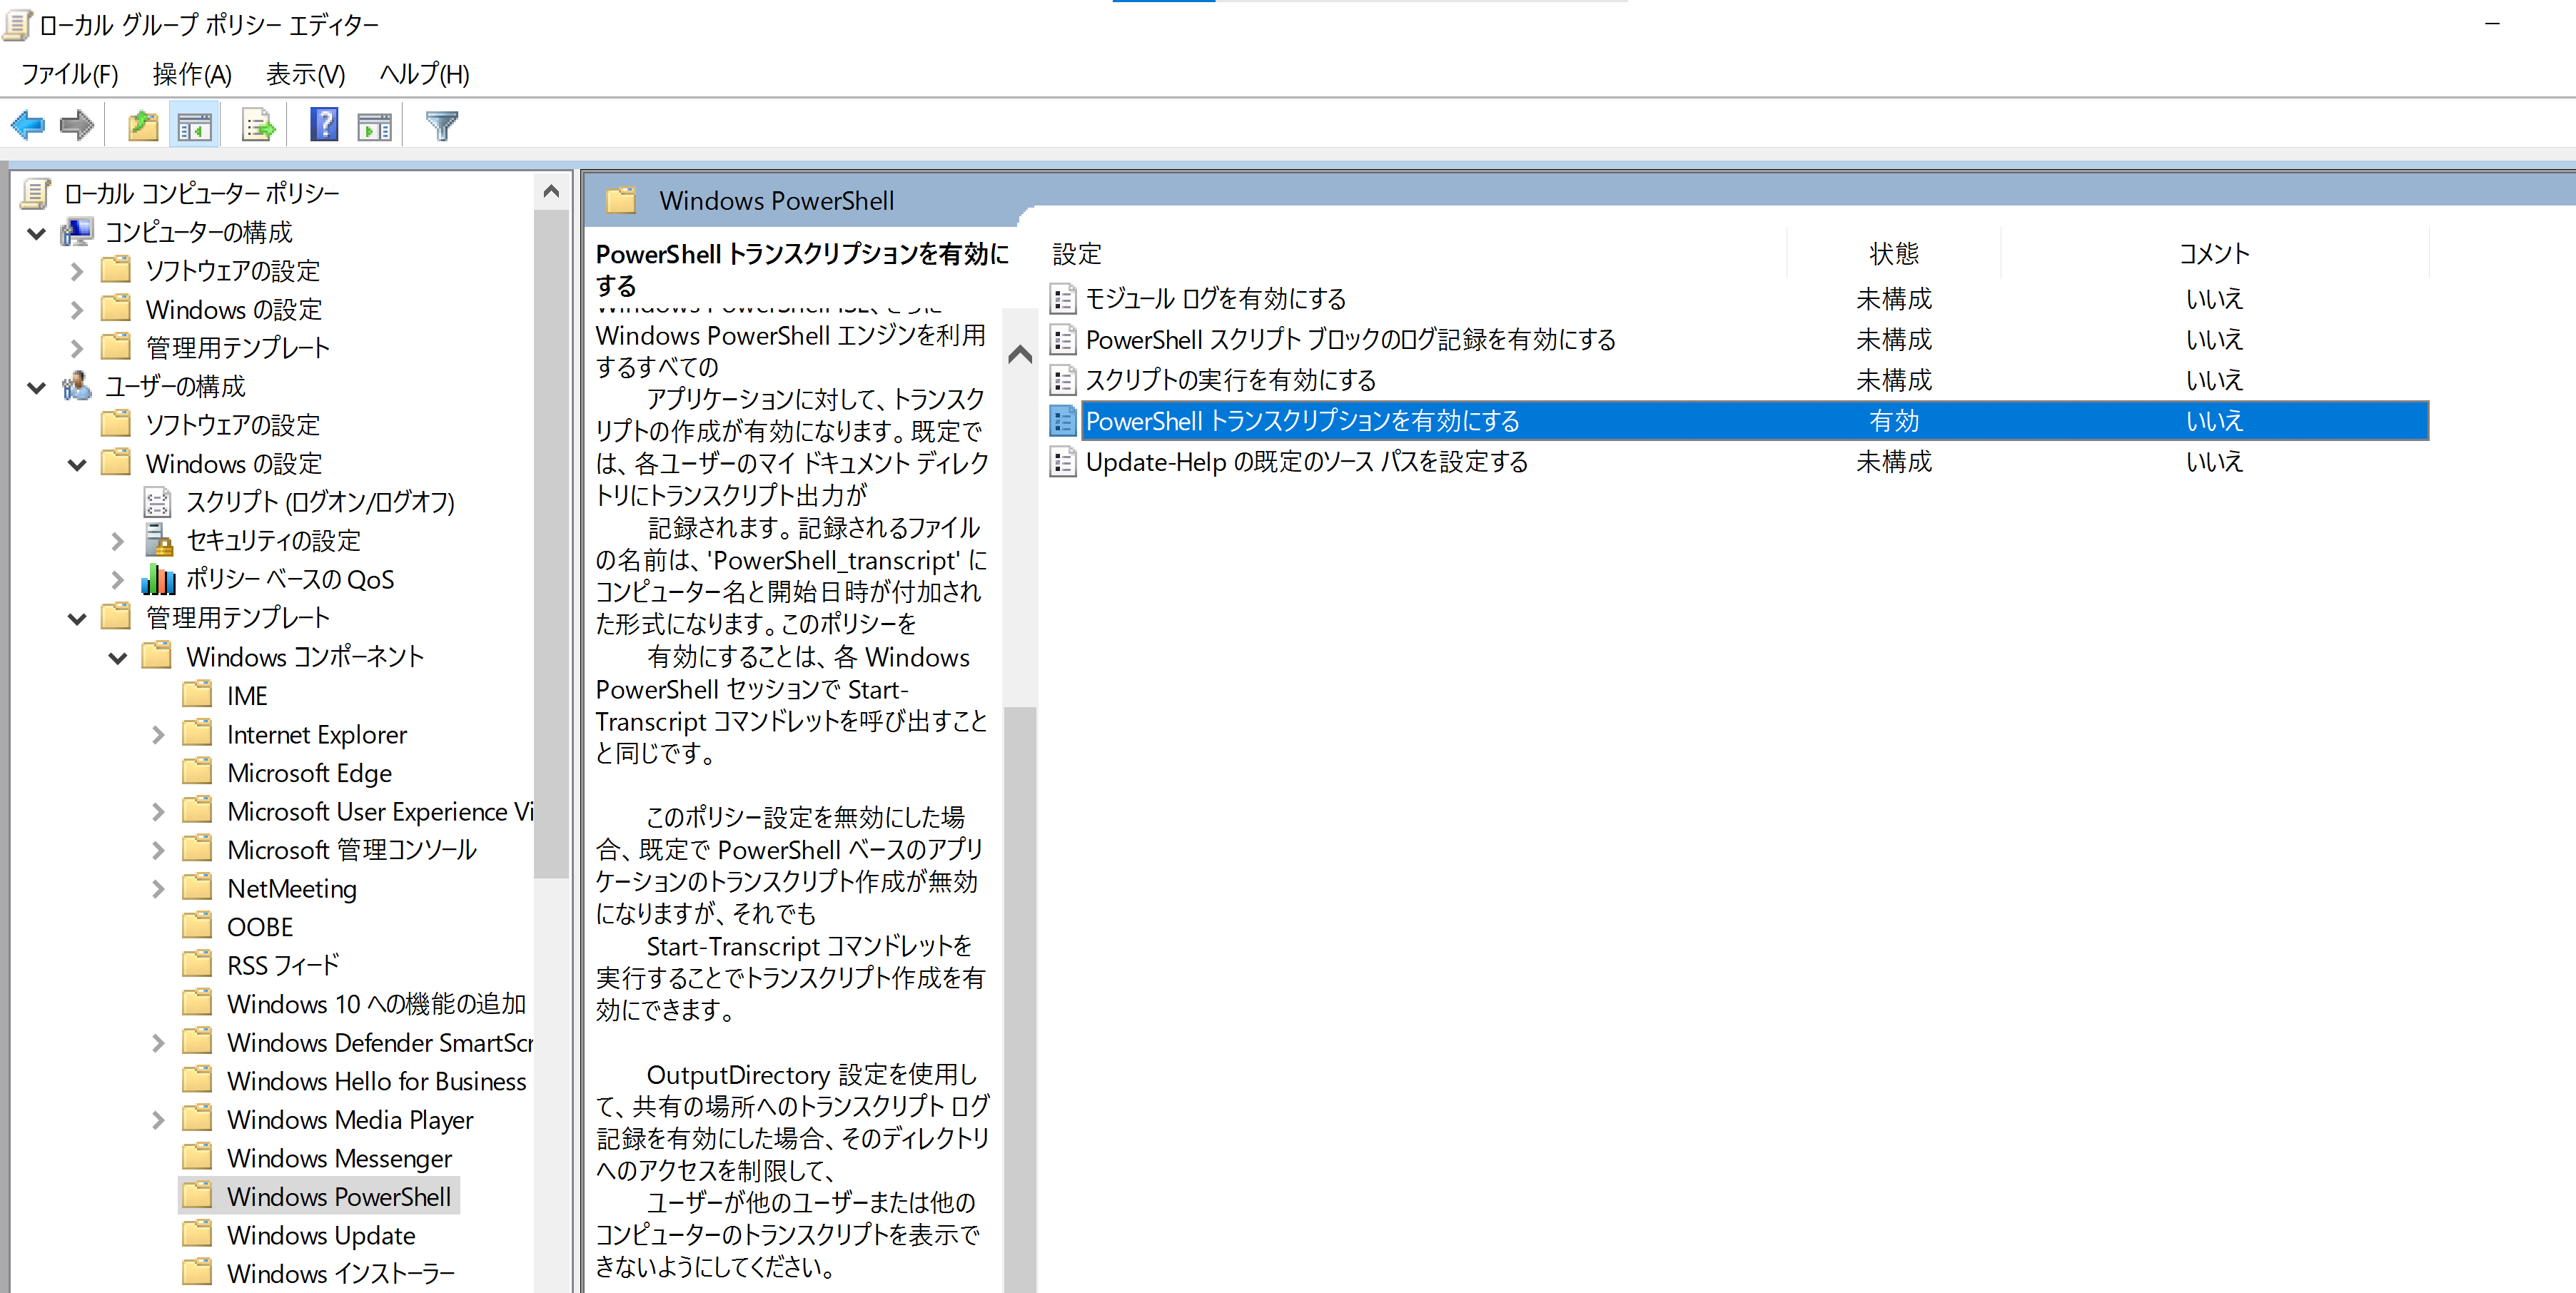 ローカル グループ ポリシー エディター
ファイル(F) 操作(A) 表示(V) ヘルプ(H)
ローカル コンピューター ポリシー
コンピューターの構成
ソフトウェアの設定
Windows の設定
管理用テンプレート
ユーザーの構成
ソフトウェアの設定
Windows の設定
スクリプト (ログオン/ログオフ)
セキュリティの設定
ポリシー ベースの QoS
管理用テンプレート
Windows コンポーネント
IME
Internet Explorer
Microsoft Edge
Microsoft User Experience Vi
Microsoft 管理コンソール
NetMeeting
OOBE
RSS フィード
Windows 10 への機能の追加
Windows Defender SmartScr
Windows Hello for Business
Windows Media Player
Windows Messenger
Windows PowerShell
Windows Update
Windows インストーラー
Windows PowerShell
PowerShell トランスクリプションを有効に
する
Windows PowerShell ISE、さらに
Windows PowerShell エンジンを利用
するすべての
アプリケーションに対して、トランスク
リプトの作成が有効になります。既定で
は、各ユーザーのマイ ドキュメント ディレク
トリにトランスクリプト出力が
記録されます。記録されるファイル
の名前は、'PowerShell_transcript' に
コンピューター名と開始日時が付加され
た形式になります。このポリシーを
有効にすることは、各 Windows
PowerShell セッションで Start-
Transcript コマンドレットを呼び出すこと
と同じです。
このポリシー設定を無効にした場
合、既定で PowerShell ベースのアプリ
ケーションのトランスクリプト作成が無効
になりますが、それでも
Start-Transcript コマンドレットを
実行することでトランスクリプト作成を有
効にできます。
OutputDirectory 設定を使用し
て、共有の場所へのトランスクリプト ログ
記録を有効にした場合、そのディレクトリ
へのアクセスを制限して、
ユーザーが他のユーザーまたは他の
コンピューターのトランスクリプトを表示で
きないようにしてください。
設定 状態 コメント
モジュール ログを有効にする 未構成 いいえ
PowerShell スクリプト ブロックのログ記録を有効にする 未構成 いいえ
スクリプトの実行を有効にする 未構成 いいえ
PowerShell トランスクリプションを有効にする 有効 いいえ
Update-Help の既定のソース パスを設定する 未構成 いいえ